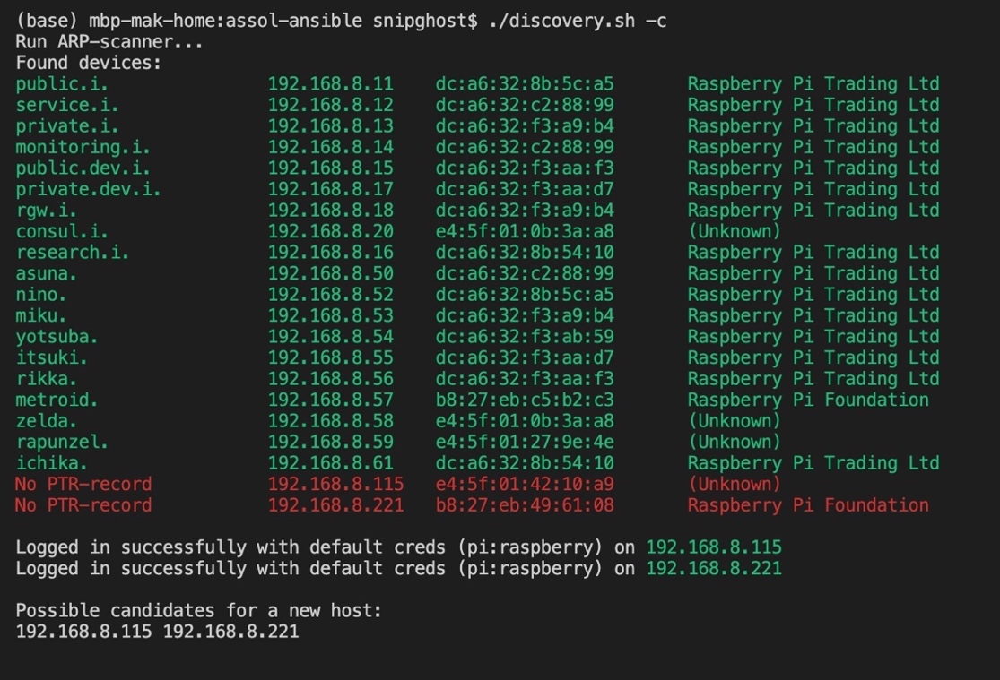 (base) mbp-mak-home:assol-ansible snipghost$ ./discovery.sh -c
Run ARP-scanner...
Found devices:
public.i. 192.168.8.11 dc:a6:32:8b:5c:a5 Raspberry Pi Trading Ltd
service.i. 192.168.8.12 dc:a6:32:c2:88:99 Raspberry Pi Trading Ltd
private.i. 192.168.8.13 dc:a6:32:f3:a9:b4 Raspberry Pi Trading Ltd
monitoring.i. 192.168.8.14 dc:a6:32:c2:88:99 Raspberry Pi Trading Ltd
public.dev.i. 192.168.8.15 dc:a6:32:f3:aa:f3 Raspberry Pi Trading Ltd
private.dev.i. 192.168.8.17 dc:a6:32:f3:aa:d7 Raspberry Pi Trading Ltd
rgw.i. 192.168.8.18 dc:a6:32:f3:a9:b4 Raspberry Pi Trading Ltd
consul.i. 192.168.8.20 e4:5f:01:0b:3a:a8 (Unknown)
research.i. 192.168.8.16 dc:a6:32:8b:54:10 Raspberry Pi Trading Ltd
asuna. 192.168.8.50 dc:a6:32:c2:88:99 Raspberry Pi Trading Ltd
nino. 192.168.8.52 dc:a6:32:8b:5c:a5 Raspberry Pi Trading Ltd
miku. 192.168.8.53 dc:a6:32:f3:a9:b4 Raspberry Pi Trading Ltd
yotsuba. 192.168.8.54 dc:a6:32:f3:ab:59 Raspberry Pi Trading Ltd
itsuki. 192.168.8.55 dc:a6:32:f3:aa:d7 Raspberry Pi Trading Ltd
rikka. 192.168.8.56 dc:a6:32:f3:aa:f3 Raspberry Pi Trading Ltd
metroid. 192.168.8.57 b8:27:eb:c5:b2:c3 Raspberry Pi Foundation
zelda. 192.168.8.58 e4:5f:01:0b:3a:a8 (Unknown)
rapunzel. 192.168.8.59 e4:5f:01:27:9e:4e (Unknown)
ichika. 192.168.8.61 dc:a6:32:8b:54:10 Raspberry Pi Trading Ltd
No PTR-record 192.168.8.115 e4:5f:01:42:10:a9 (Unknown)
No PTR-record 192.168.8.221 b8:27:eb:49:61:08 Raspberry Pi Foundation
Logged in successfully with default creds (pi:raspberry) on 192.168.8.115
Logged in successfully with default creds (pi:raspberry) on 192.168.8.221
Possible candidates for a new host:
192.168.8.115 192.168.8.221